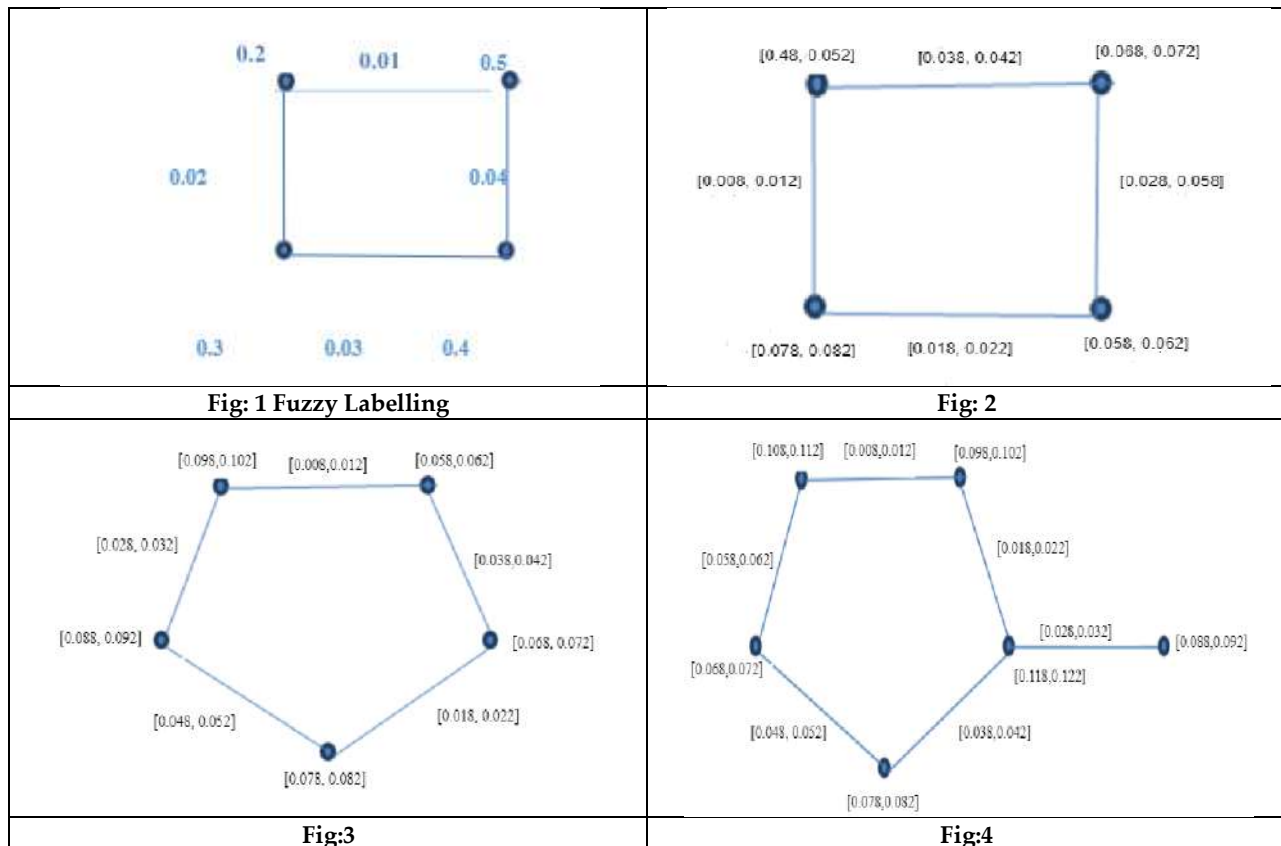 0.2 0.01 0.5
0.02 0.04
0.3 0.03 0.4
Fig: 1 Fuzzy Labelling
[0.48, 0.052] [0.038, 0.042] [0.068, 0.072]
[0.008, 0.012] [0.028, 0.058]
[0.078, 0.082] [0.018, 0.022] [0.058, 0.062]
Fig: 2
[0.098,0.102] [0.008,0.012] [0.058,0.062]
[0.028, 0.032] [0.038,0.042]
[0.088, 0.092] [0.068, 0.072]
[0.048, 0.052] [0.018, 0.022]
[0.078, 0.082]
Fig:3
[0.108,0.112] [0.008,0.012] [0.098,0.102]
[0.058,0.062] [0.018,0.022]
[0.028,0.032] [0.088,0.092]
[0.068,0.072] [0.118,0.122]
[0.048, 0.052] [0.038,0.042]
[0.078,0.082]
Fig:4